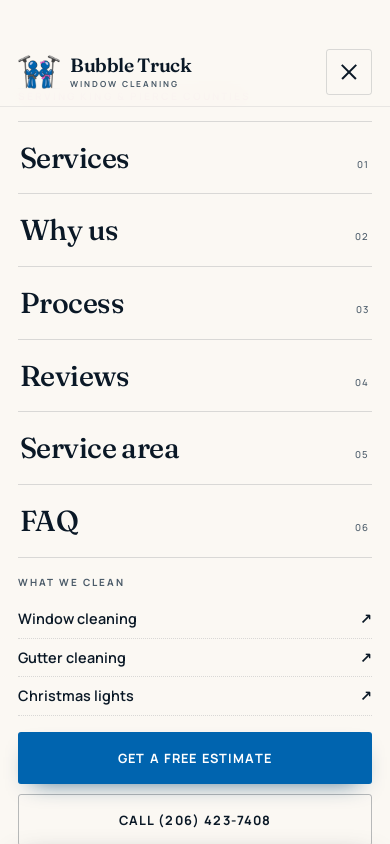 Bubble Truck
WINDOW CLEANING
Services
01
Why us
02
Process
03
Reviews
04
Service area
05
FAQ
06
WHAT WE CLEAN
Window cleaning ↗
Gutter cleaning ↗
Christmas lights ↗
GET A FREE ESTIMATE
CALL (206) 423-7408